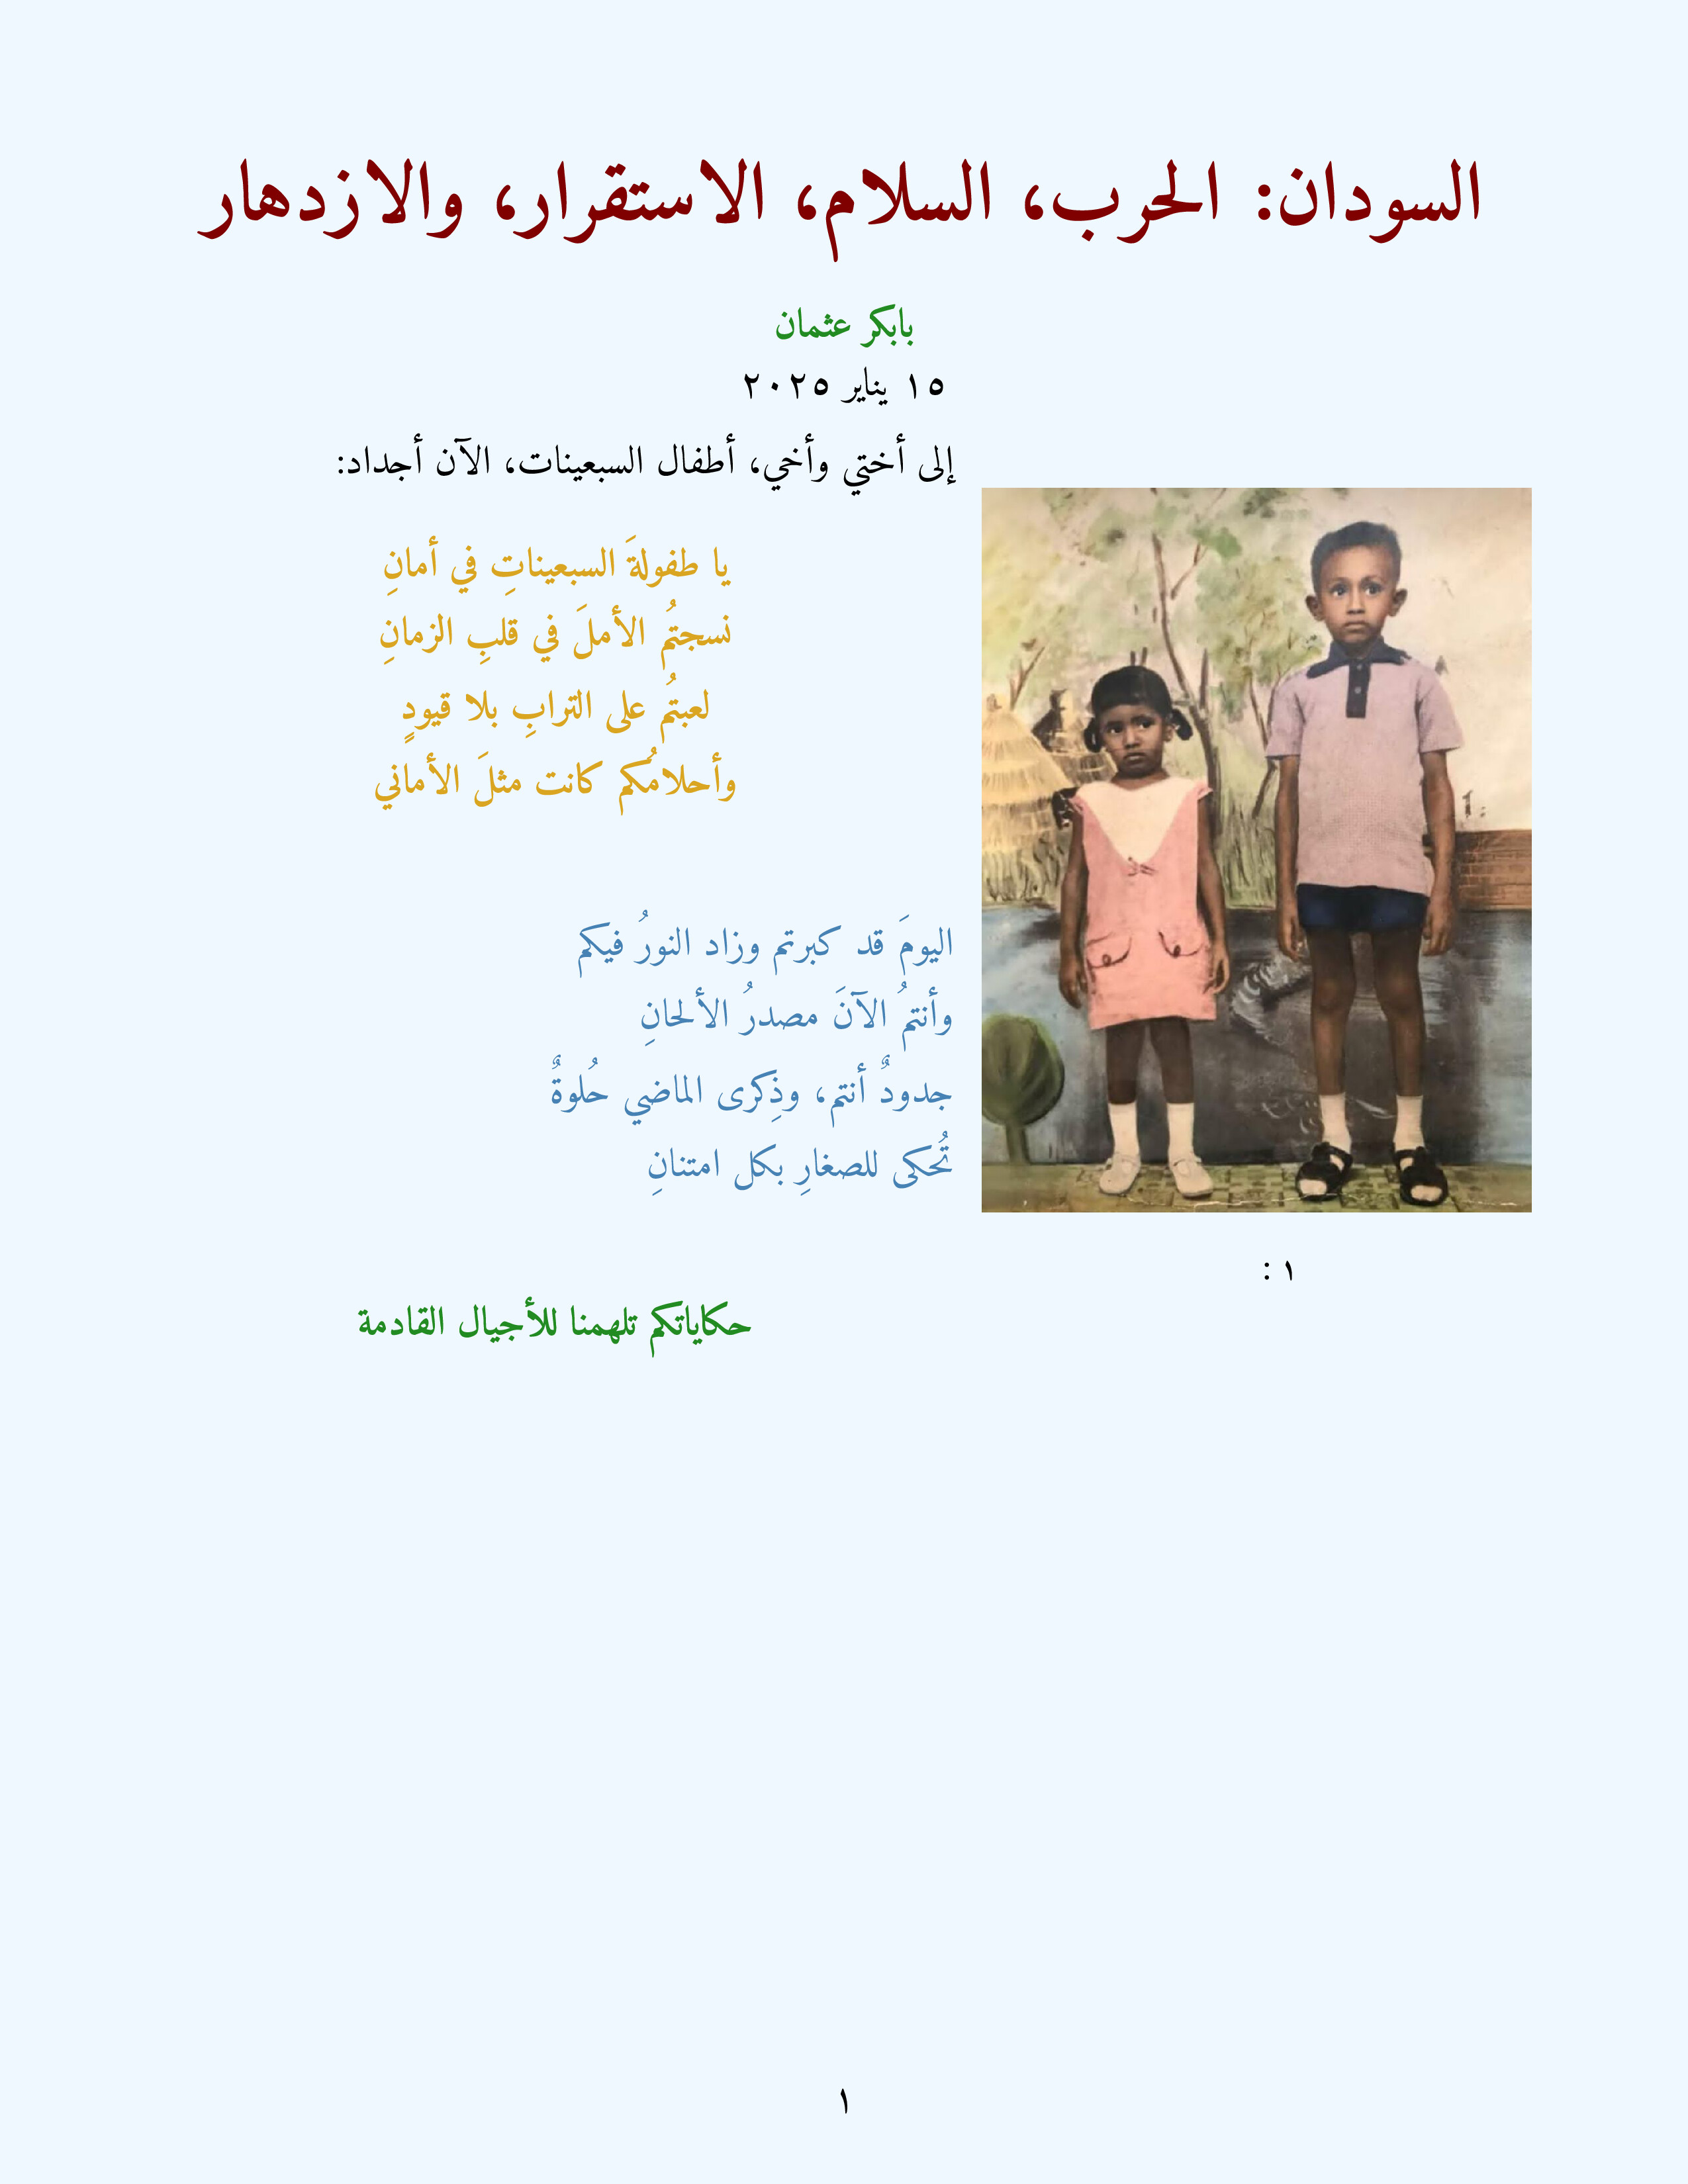 السودان: الحرب، السلام، الاستقرار، والازدهار
بابكر عثمان
١٥ يناير ٢٠٢٥
إلى أختي وأخي، أطفال السبعينات، الآن أجداد:
يا طفولةَ السبعيناتِ في أمانِ
نسجتُم الأملَ في قلبِ الزمانِ
لعبتُم على الترابِ بلا قيودٍ
وأحلامُكم كانت مثلَ الأماني
اليومَ قد كبرتم وزاد النورُ فيكم
وأنتمُ الآنَ مصدرُ الألحانِ
جدودٌ أنتم، وذِكرى الماضي حُلوةٌ
تُحكى للصغارِ بكل امتنانِ
١ :
حكاياتكم تلهمنا للأجيال القادمة
١